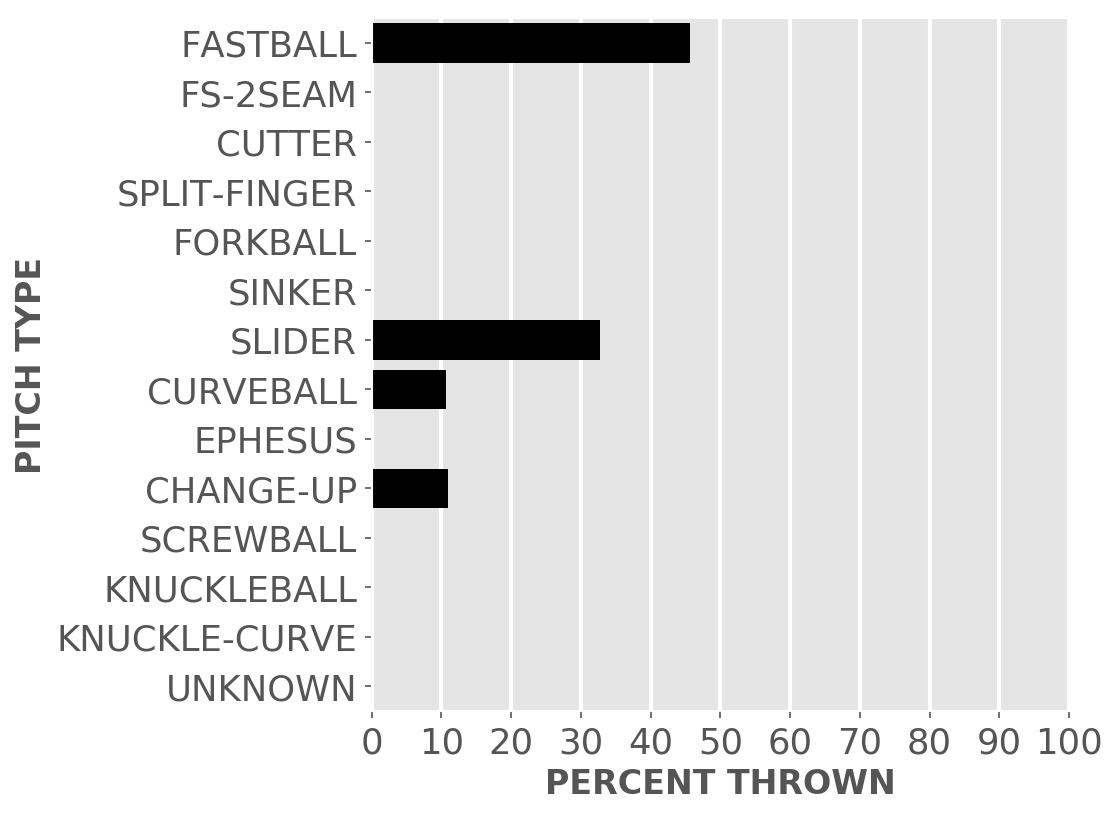 FASTBALL
FS-2SEAM
CUTTER
SPLIT-FINGER
FORKBALL
SINKER
SLIDER
CURVEBALL
EPHESUS
CHANGE-UP
SCREWBALL
KNUCKLEBALL
KNUCKLE-CURVE
UNKNOWN
PITCH TYPE
0 10 20 30 40 50 60 70 80 90 100
PERCENT THROWN